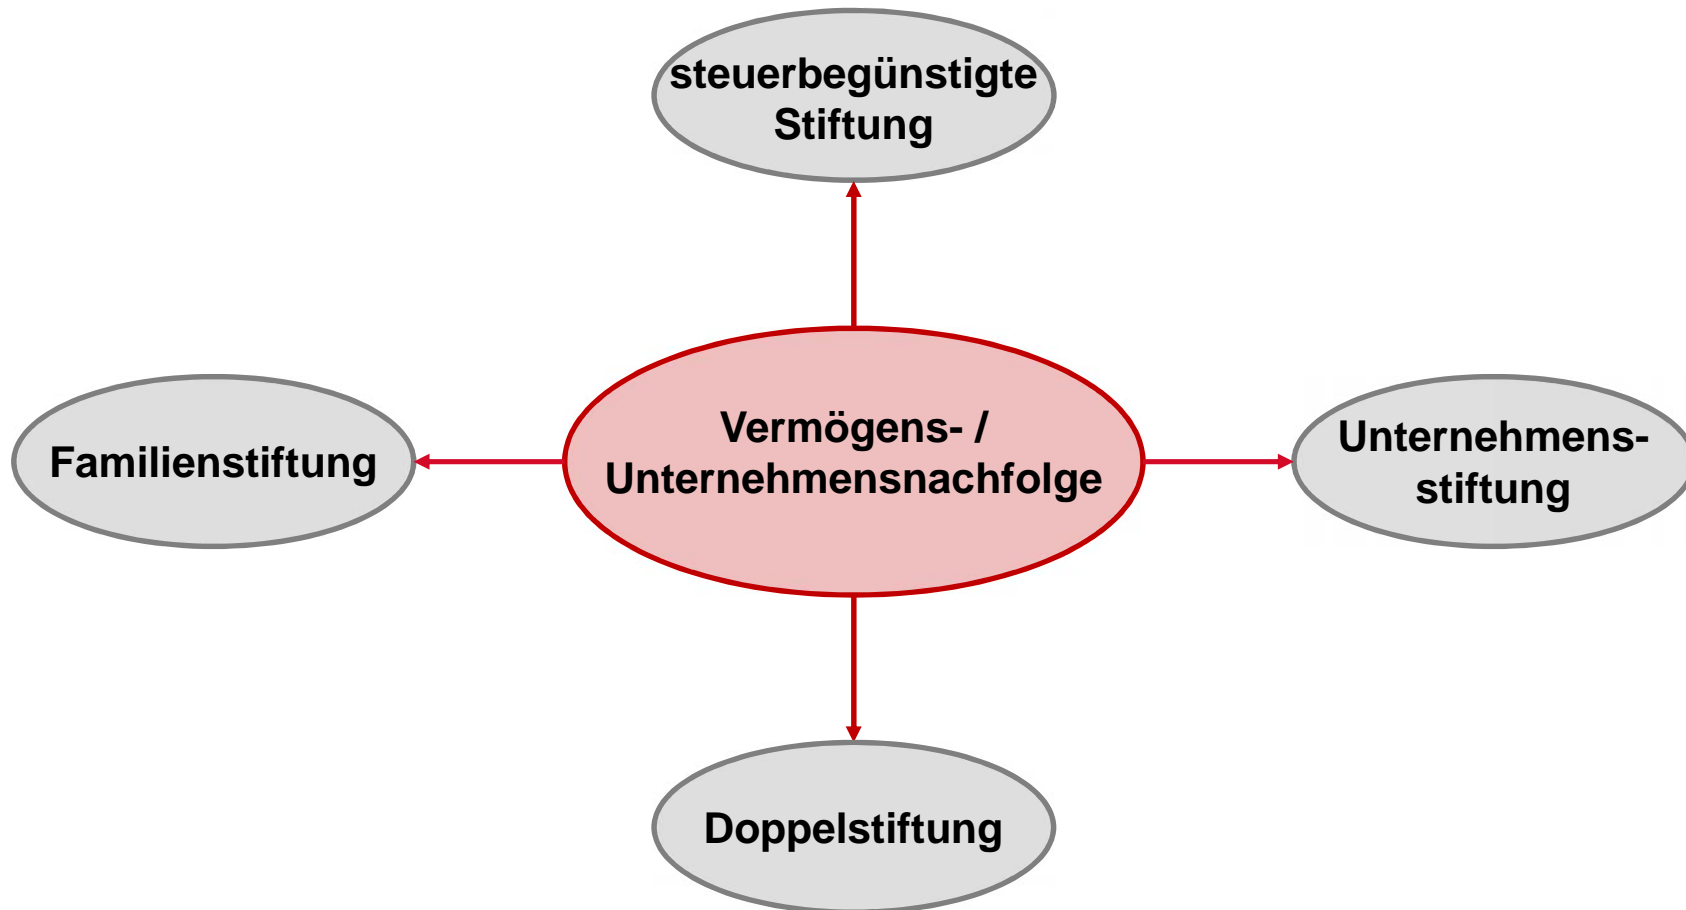 steuerbegünstigte
Stiftung
Familienstiftung
Vermögens- /
Unternehmensnachfolge
Unternehmens-
stiftung
Doppelstiftung